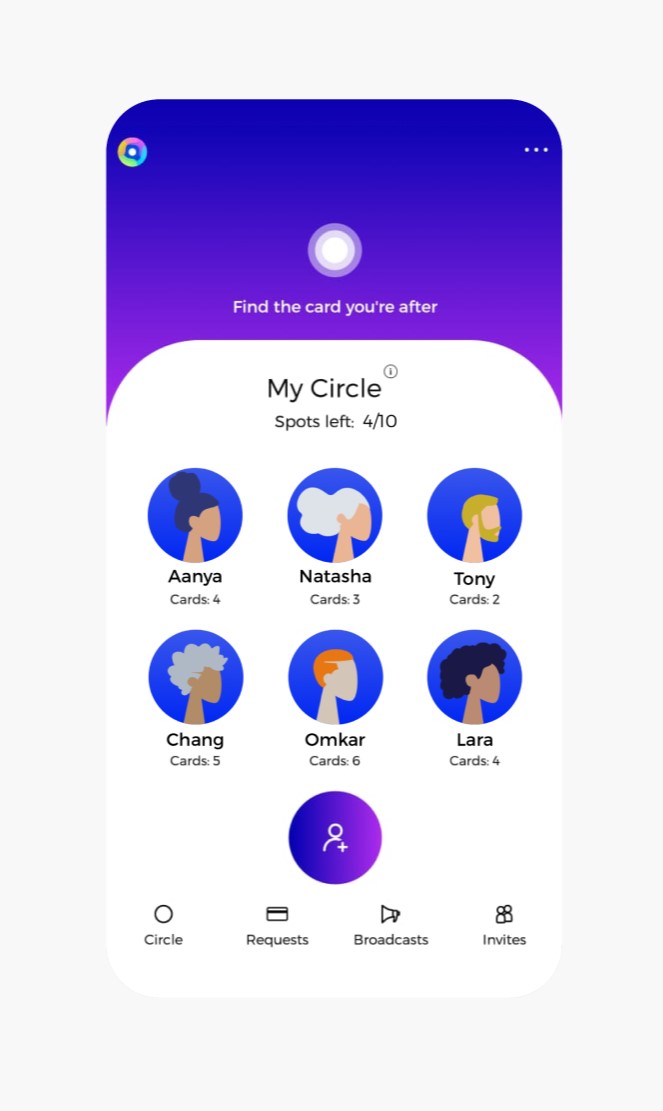 Find the card you're after
My Circle
Spots left: 4/10
Aanya Natasha Tony
Cards: 4 Cards: 3 Cards: 2
Chang Omkar Lara
Cards: 5 Cards: 6 Cards: 4
Circle Requests Broadcasts Invites